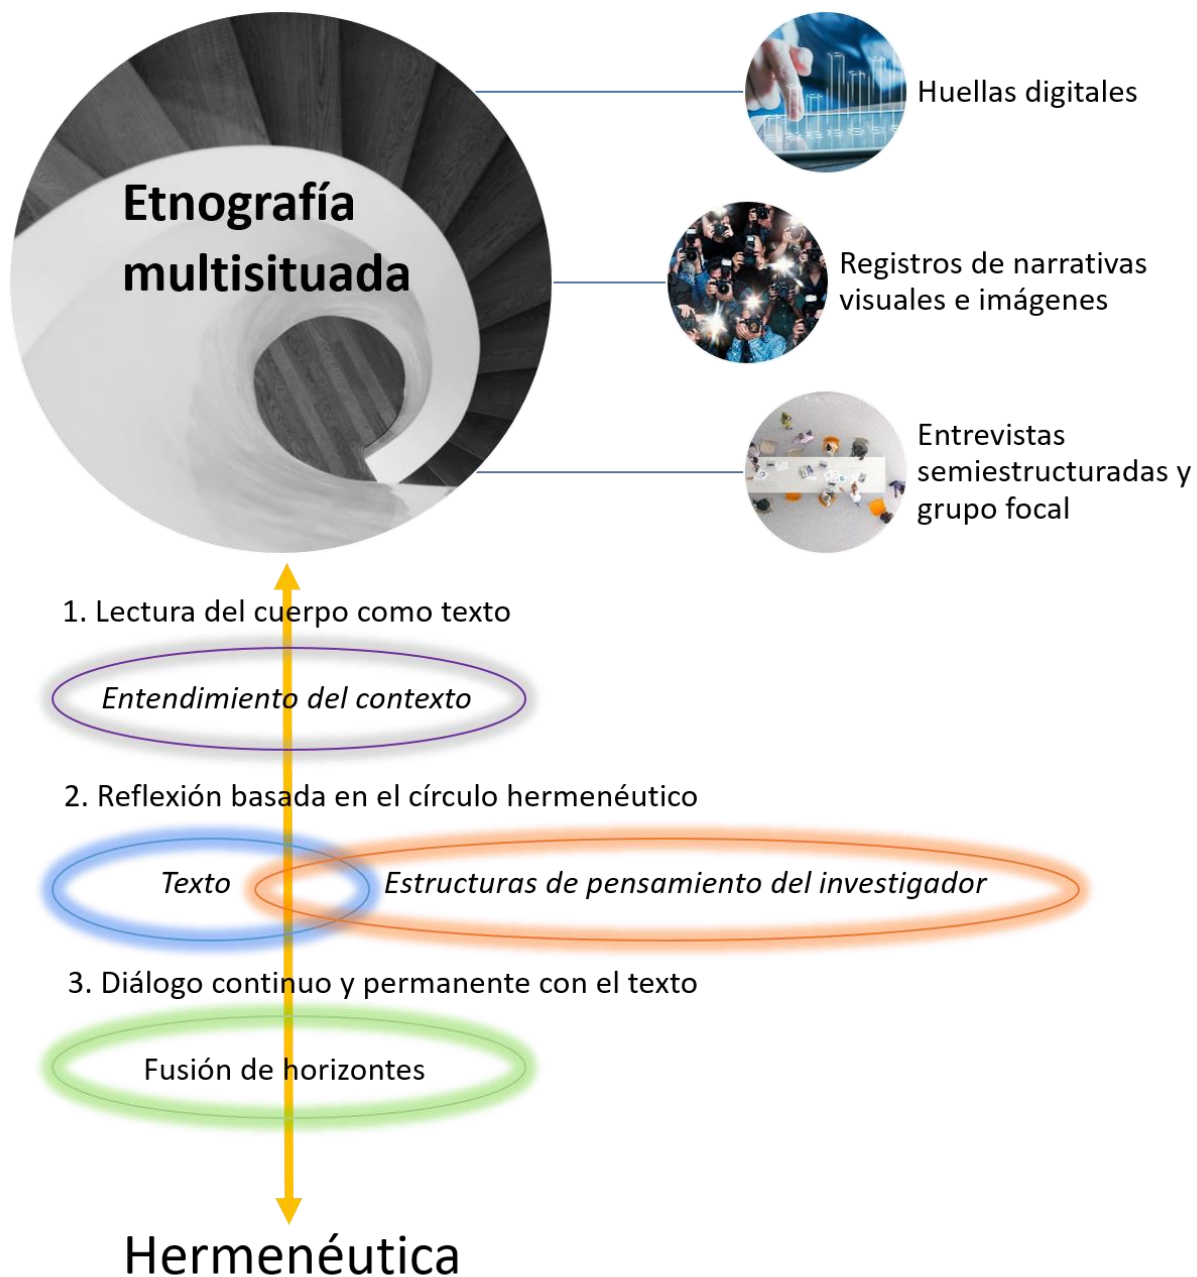 Etnografía
multisituada
Huellas digitales
Registros de narrativas
visuales e imágenes
Entrevistas
semiestructuradas y
grupo focal
1. Lectura del cuerpo como texto
Entendimiento del contexto
2. Reflexión basada en el círculo hermenéutico
Texto
Estructuras de pensamiento del investigador
3. Diálogo continuo y permanente con el texto
Fusión de horizontes
Hermenéutica